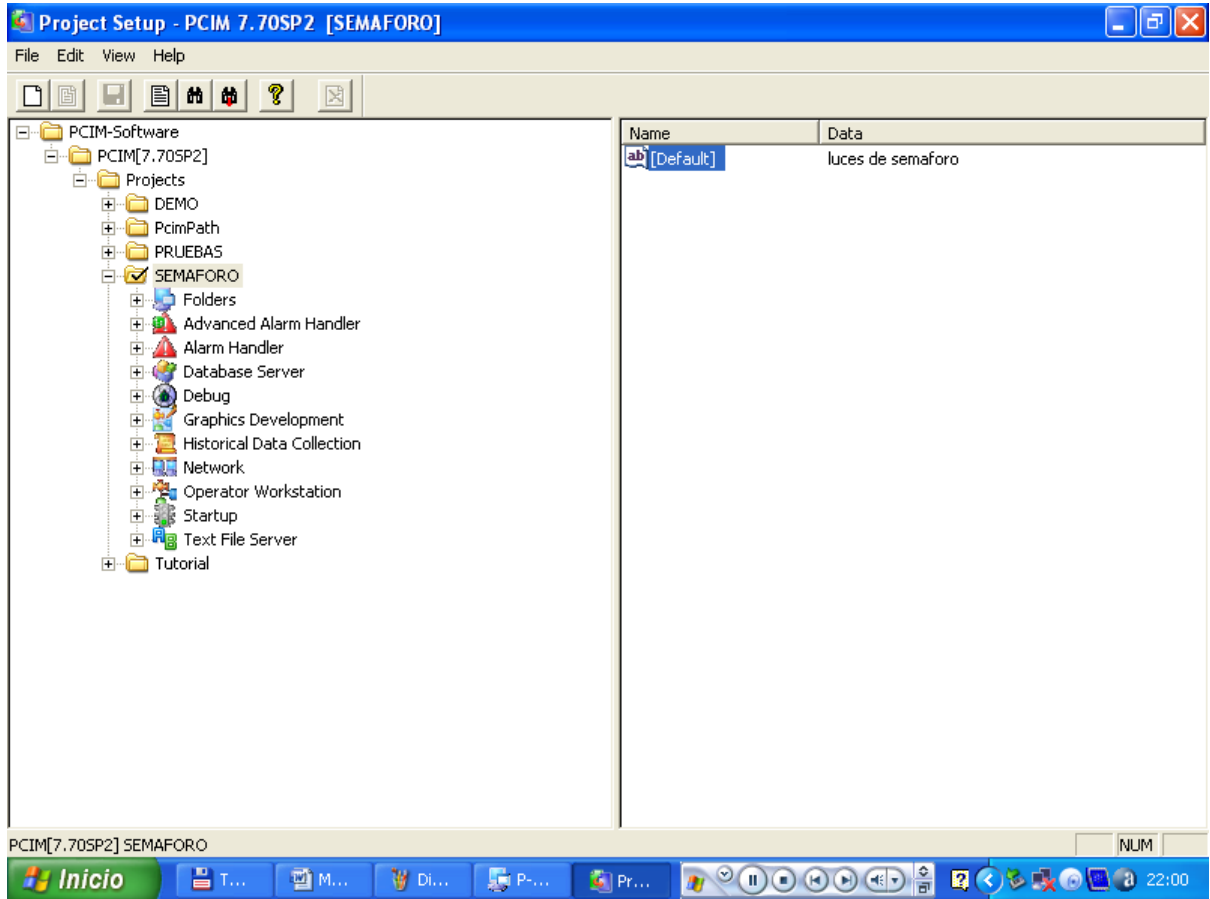 Project Setup - PCIM 7.70SP2 [SEMAFORO]
File Edit View Help
PCIM-Software
PCIM[7.70SP2]
Projects
DEMO
PcimPath
PRUEBAS
SEMAFORO
Folders
Advanced Alarm Handler
Alarm Handler
Database Server
Debug
Graphics Development
Historical Data Collection
Network
Operator Workstation
Startup
Text File Server
Tutorial
Name Data
ab [Default] luces de semaforo
PCIM[7.70SP2] SEMAFORO NUM
Inicio T... M... Di... P-... Pr... 22:00